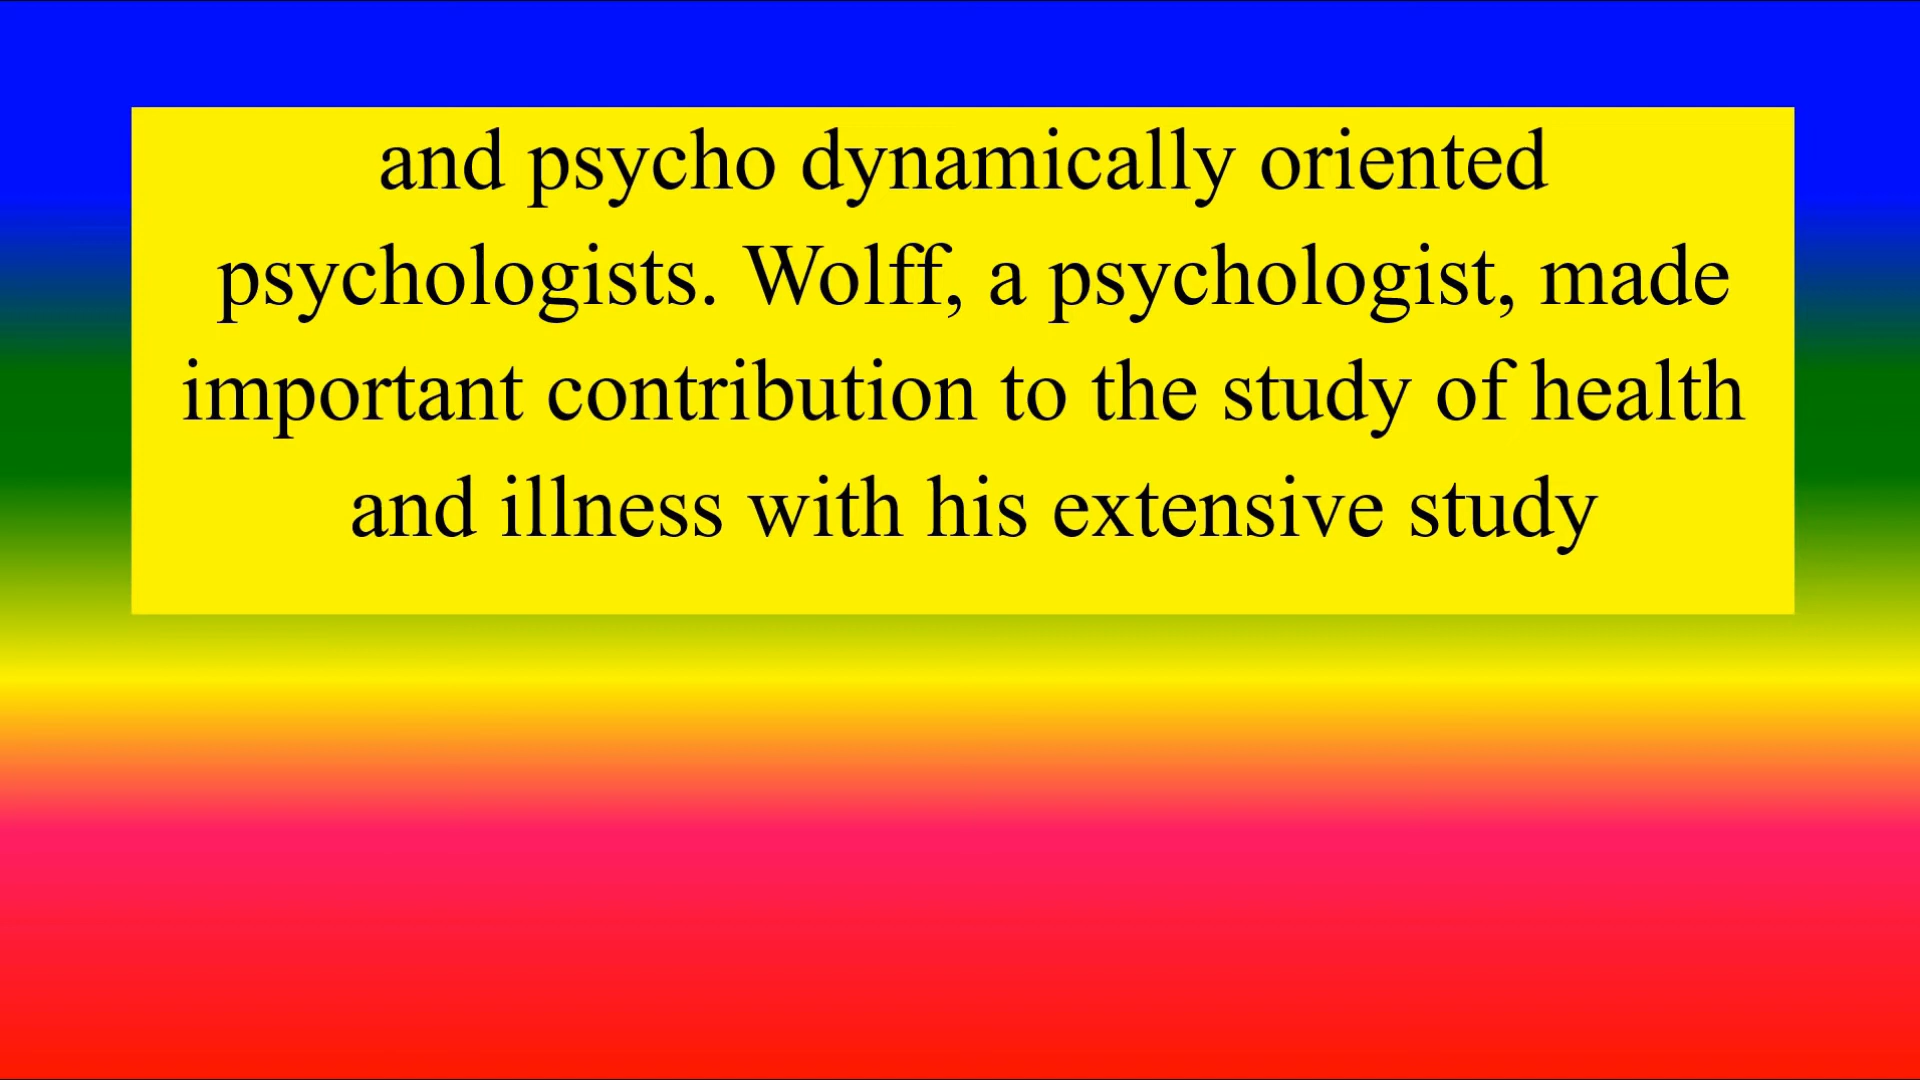 and psycho dynamically oriented
psychologists. Wolff, a psychologist, made
important contribution to the study of health
and illness with his extensive study